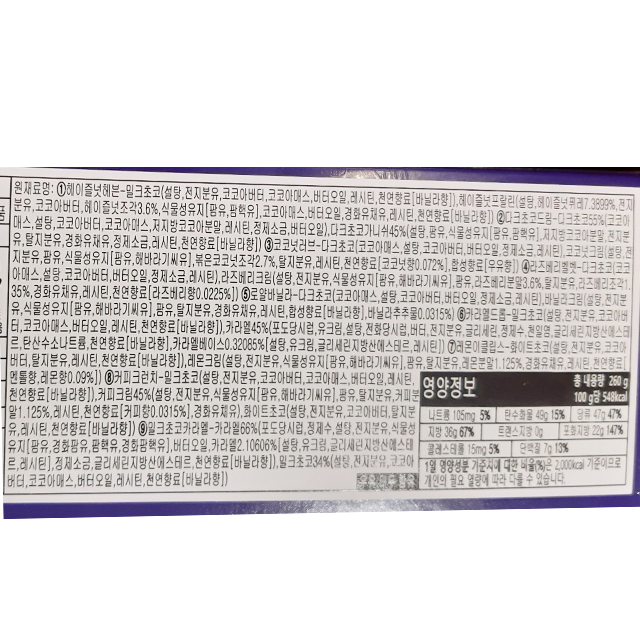 원재료명: ①헤이즐넛헤븐-밀크초코(설탕,전지분유,코코아버터,코코아매스,버터오일,레시틴,천연향료[바닐라향]),헤이즐넛프랄린(설탕,헤이즐넛퓌레7.3899%,전지
분유,코코아버터,헤이즐넛조각3.6%,식물성유지[팜유,팜핵유],코코아매스,버터오일,경화유채유,레시틴,천연향료[바닐라향]) ②다크초코드림-다크초코55%(코코아
매스,설탕,코코아버터,코코아매스,저지방코코아분말,레시틴,정제소금,버터오일),다크초코가나슈45%(설탕,팜유,식물성유지[팜유,팜핵유],저지방코코아분말,전지분
유,탈지분유,경화유채유,정제소금,레시틴,천연향료[바닐라향]) ③코코넛러브-다크초코(코코아매스,설탕,코코아버터,버터오일,정제소금,레시틴),코코넛크림(설탕,전
지분유,팜유,식물성유지[팜유,해바라기씨유],볶은코코넛조각2.7%,탈지분유,레시틴,천연향료[코코넛향0.072%],합성향료[우유향]) ④라즈베리벨벳-다크초코(코코
아매스,설탕,코코아버터,버터오일,정제소금,레시틴),라즈베리크림(설탕,전지분유,식물성유지[팜유,해바라기씨유],팜유,라즈베리분말3.6%,탈지분유,라즈베리조각1.
35%,경화유채유,레시틴,천연향료[라즈베리향0.0225%]) ⑤로얄바닐라-다크초코(코코아매스,설탕,코코아버터,버터오일,정제소금,레시틴),바닐라크림(설탕,전지분
유,식물성유지[팜유,해바라기씨유],팜유,탈지분유,경화유채유,레시틴,합성향료[바닐라향],바닐라추출물0.0315%) ⑥카라멜드룸-밀크초코(설탕,전지분유,코코아버
터,코코아매스,버터오일,레시틴,천연향료[바닐라향]),카라멜45%(포도당시럽,유크림,설탕,전화당시럽,버터,전지분유,글리세린,정제수,천일염,글리세린지방산에스테
르,탄산수소나트륨,천연향료[바닐라향],카라멜베이스0.32085%[설탕,유크림,글리세린지방산에스테르,레시틴]) ⑦레몬이클립스-화이트초코(설탕,전지분유,코코아
버터,탈지분유,레시틴,천연향료[바닐라향]),레몬크림(설탕,전지분유,식물성유지[팜유,해바라기씨유],팜유,탈지분유,레몬분말1.125%,경화유채유,레시틴,천연향료[
멘톨향,레몬향0.09%]) ⑧커피크런치-밀크초코(설탕,전지분유,코코아버터,코코아매스,버터오일,레시틴,
천연향료[바닐라향]),커피크림45%(설탕,전지분유,식물성유지[팜유,해바라기씨유],팜유,탈지분유,커피분
말1.125%,레시틴,천연향료[커피향0.0315%],경화유채유),화이트초코(설탕,전지분유,코코아버터,탈지분
유,레시틴,천연향료[바닐라향]) ⑨밀크초코카라멜-카라멜66%(포도당시럽,정제수,설탕,전지분유,식물성유
지[팜유,경화팜유,팜핵유,경화팜핵유],버터오일,카라멜2.10606%[설탕,유크림,글리세린지방산에스테
르,레시틴],정제소금,글리세린지방산에스테르,천연향료[바닐라향]),밀크초코34%(설탕,전지분유,코코아
버터,코코아매스,버터오일,레시틴,천연향료[바닐라향])
영양정보
총 내용량 260 g
100 g당 548kcal
나트륨 105mg 5% 탄수화물 49g 15% 당류 47g 47%
지방 36g 67% 트랜스지방 0g 포화지방 22g 147%
콜레스테롤 15mg 5% 단백질 7g 13%
1일 영양성분 기준치에 대한 비율(%)은 2,000kcal 기준이므로
개인의 필요 열량에 따라 다를 수 있습니다.
품